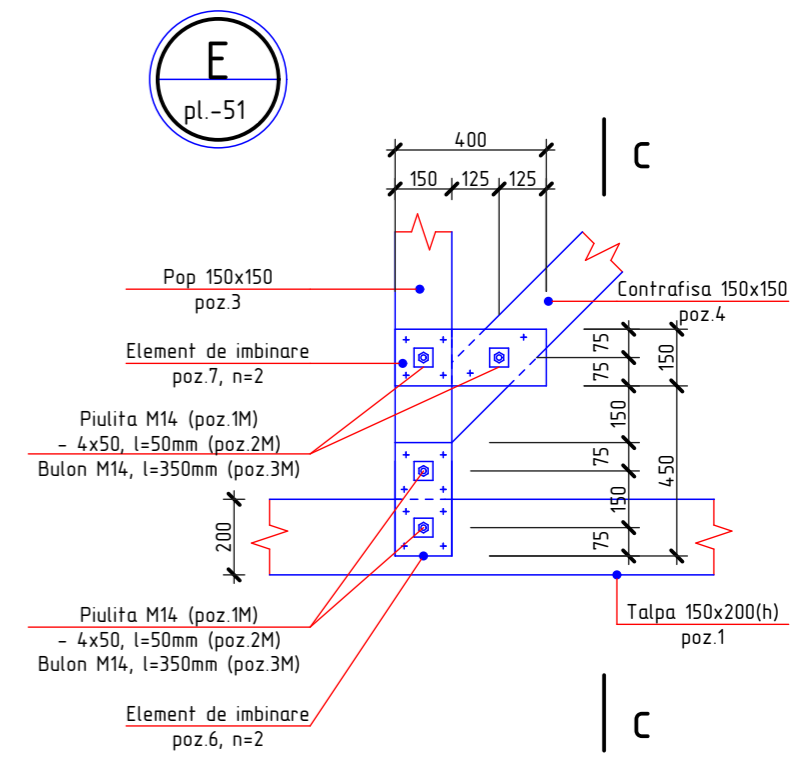 E
pl.-51
400
C
150
125
125
Pop 150x150
poz.3
Contrafisa 150x150
poz.4
Element de imbinare
poz.7, n=2
75
150
75
Piulita M14 (poz.1M)
- 4x50, l=50mm (poz.2M)
Bulon M14, l=350mm (poz.3M)
150
75
450
150
200
75
Piulita M14 (poz.1M)
- 4x50, l=50mm (poz.2M)
Bulon M14, l=350mm (poz.3M)
Talpa 150x200(h)
poz.1
Element de imbinare
poz.6, n=2
C